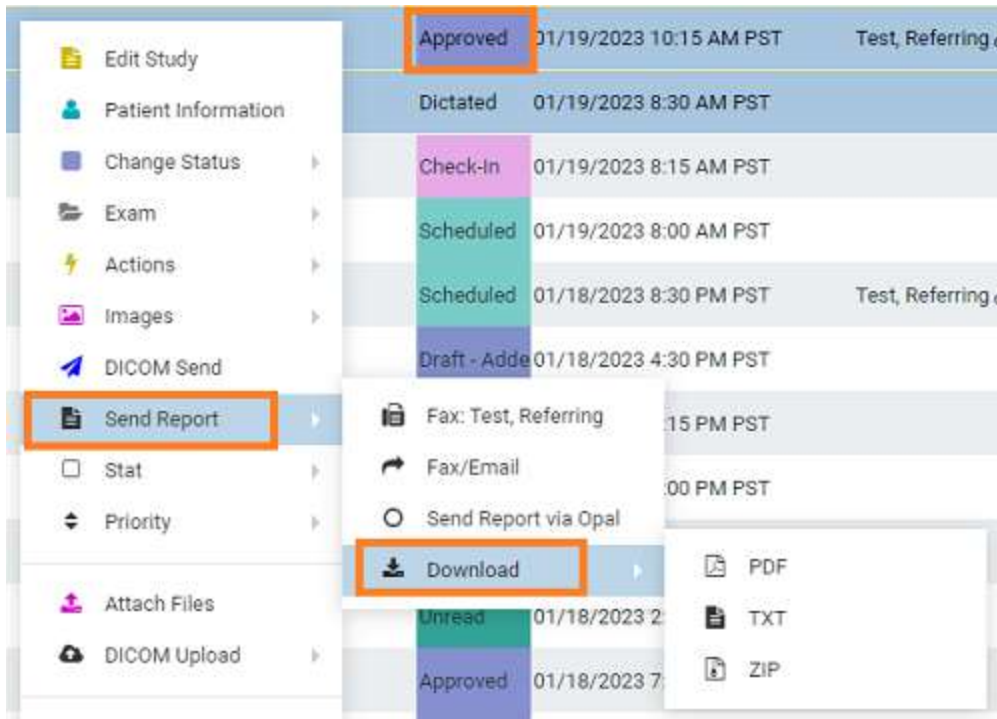 Edit Study
Patient Information
Change Status
Exam
Actions
Images
DICOM Send
Send Report
Stat
Priority
Attach Files
DICOM Upload
Fax: Test, Referring
Fax/Email
Send Report via Opal
Download
PDF
TXT
ZIP
Approved 01/19/2023 10:15 AM PST Test, Referring
Dictated 01/19/2023 8:30 AM PST
Check-In 01/19/2023 8:15 AM PST
Scheduled 01/19/2023 8:00 AM PST
Scheduled 01/18/2023 8:30 PM PST Test, Referring
Draft - Adde 01/18/2023 4:30 PM PST
:15 PM PST
:00 PM PST
Unread 01/18/2023 2:
Approved 01/18/2023 7: